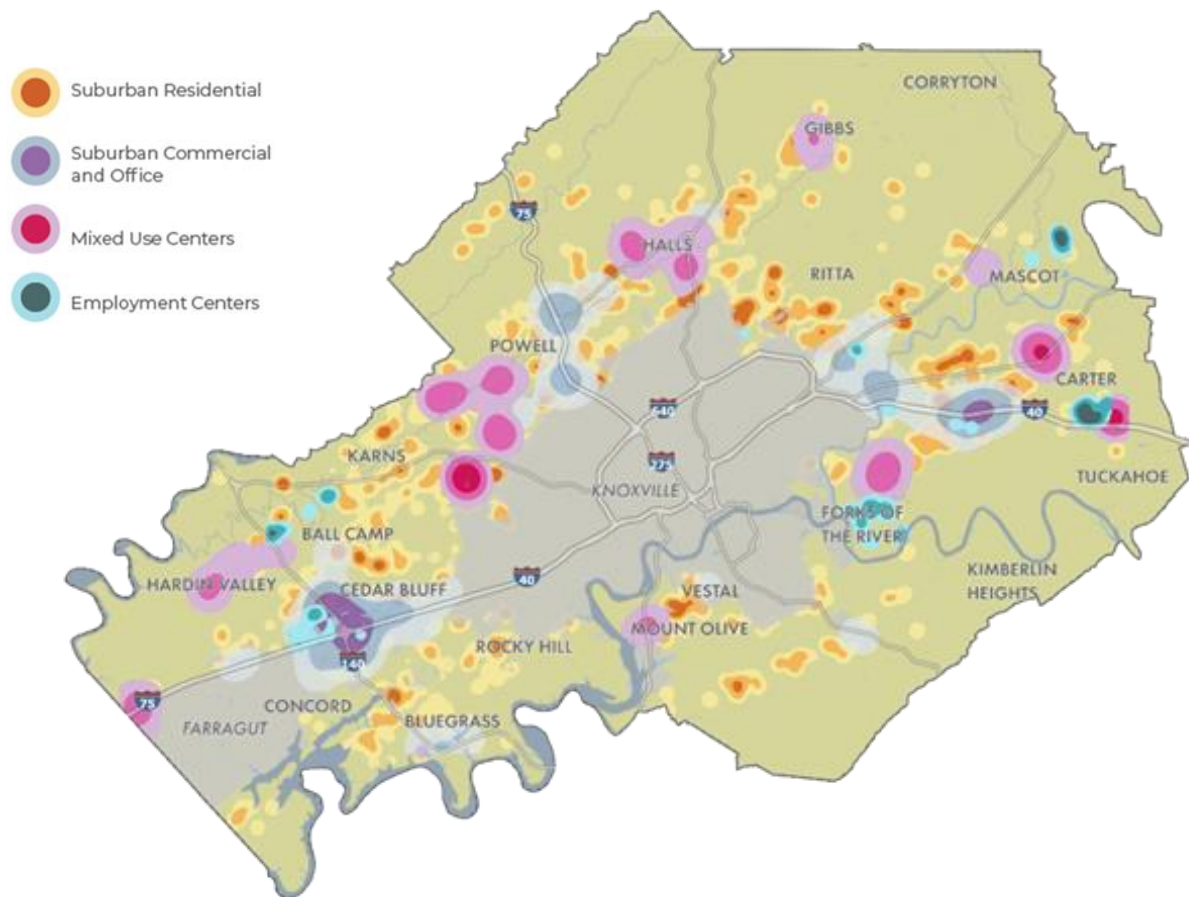 Suburban Residential
Suburban Commercial
and Office
Mixed Use Centers
Employment Centers
CORRYTON
GIBBS
75
HALLS
RITTA
MASCOT
POWELL
CARTER
640
40
KARNS
275
KNOXVILLE
TUCKAHOE
FORKS OF
THE RIVER
BALL CAMP
HARDIN VALLEY
CEDAR BLUFF
40
VESTAL
KIMBERLIN
HEIGHTS
MOUNT OLIVE
ROCKY HILL
140
75
CONCORD
FARRAGUT
BLUEGRASS